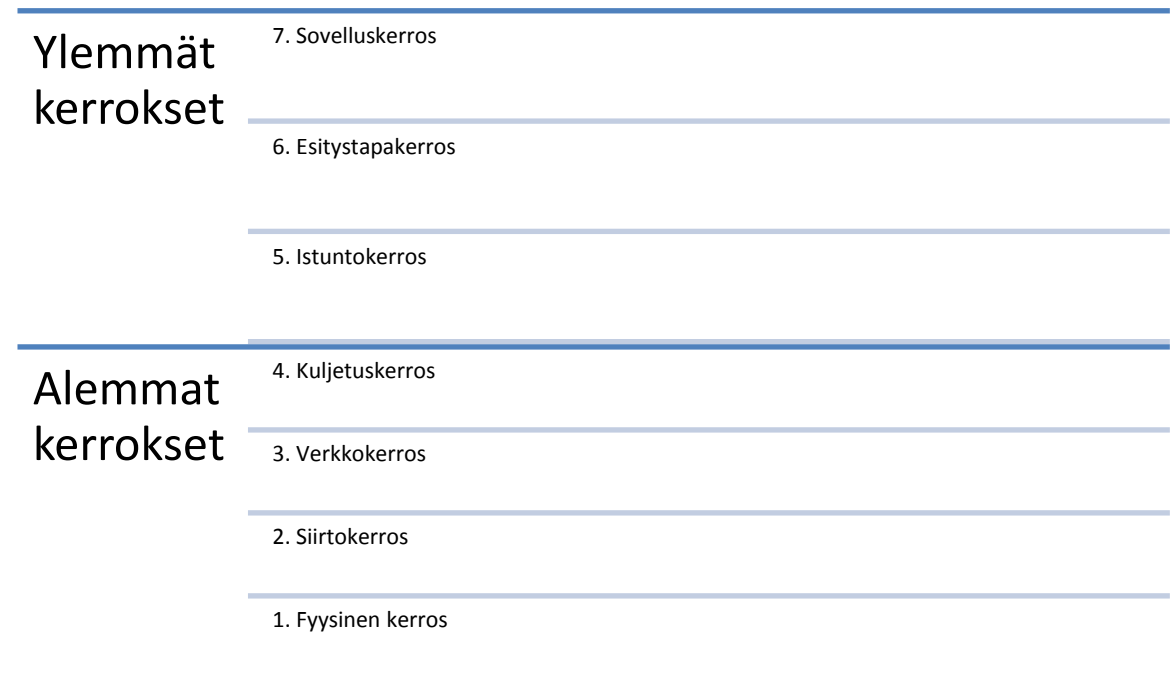 Ylemmät
kerrokset
7. Sovelluskerros
6. Esitystapakerros
5. Istuntokerros
Alemmat
kerrokset
4. Kuljetuskerros
3. Verkkokerros
2. Siirtokerros
1. Fyysinen kerros